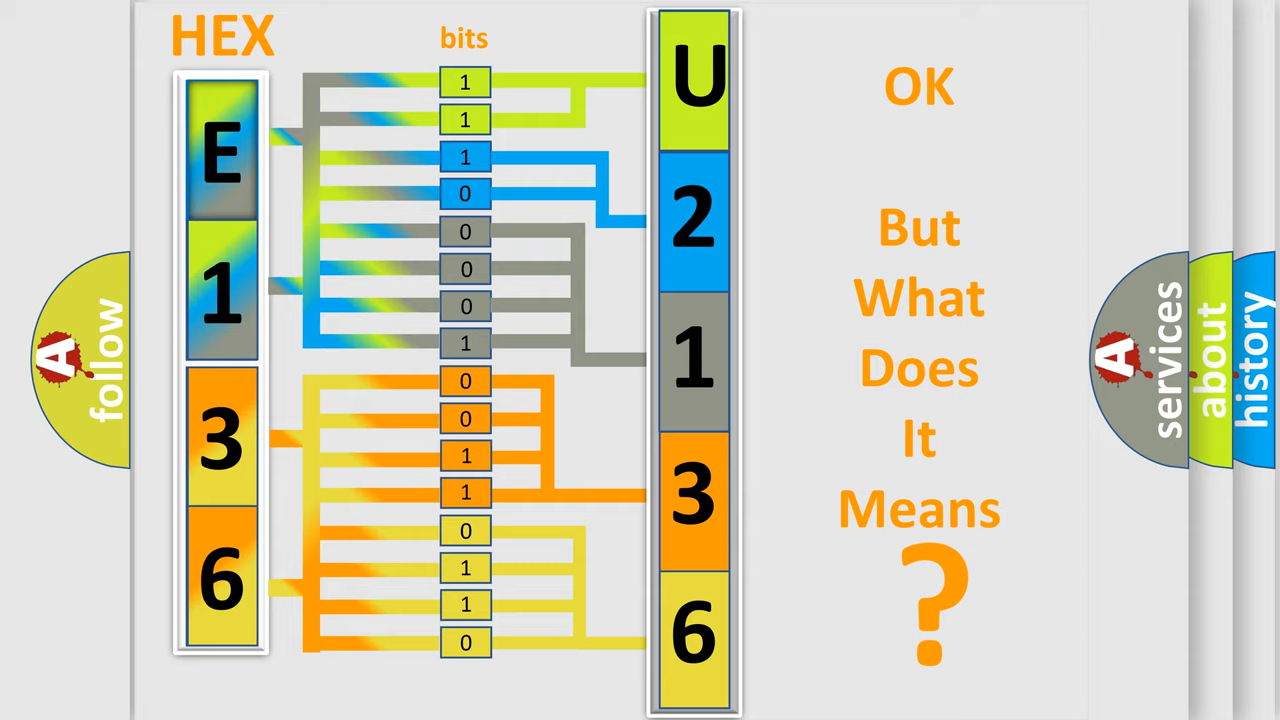 HEX
bits
E
1
3
6
1
1
1
0
0
0
0
1
0
0
1
1
0
1
1
0
U
2
1
3
6
OK
But
What
Does
It
Means
?
A
follow
A
services
about
history